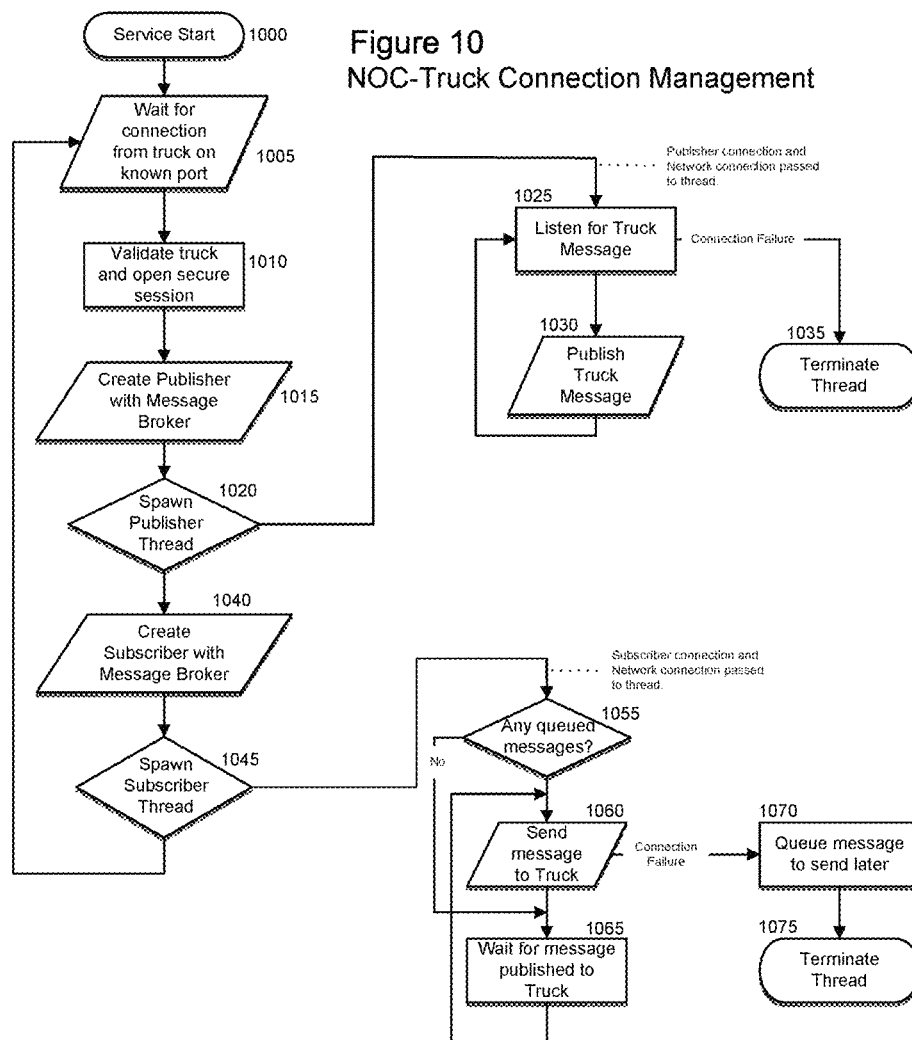 Figure 10
NOC-Truck Connection Management
Service Start
1000
Wait for
connection
from truck on
known port
1005
Validate truck
and open secure
session
1010
Create Publisher
with Message
Broker
1015
Spawn
Publisher
Thread
1020
Publisher connection and
Network connection passed
to thread.
1025
Listen for Truck
Message
Connection Failure
1030
Publish
Truck
Message
1035
Terminate
Thread
1040
Create
Subscriber with
Message Broker
1045
Spawn
Subscriber
Thread
Subscriber connection and
Network connection passed
to thread.
1055
Any queued
messages?
No
1060
Send
message
to Truck
Connection
Failure
1070
Queue message
to send later
1065
Wait for message
published to
Truck
1075
Terminate
Thread